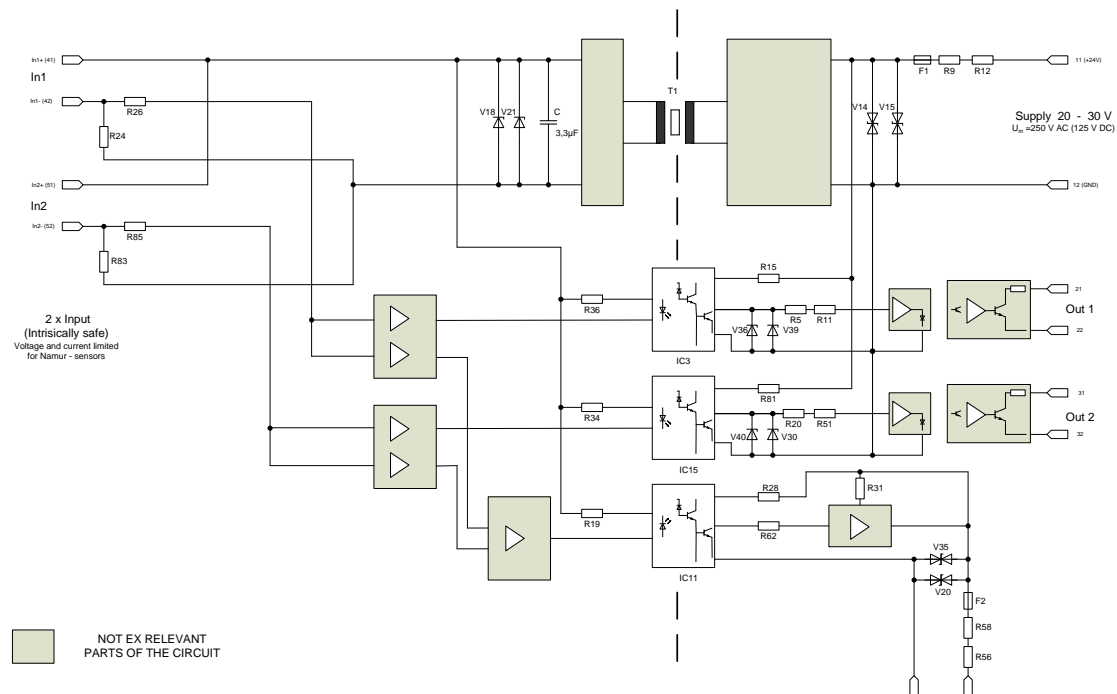 In1+ (41)
In1
In1- (42)
R26
R24
In2+ (51)
In2
In2- (52)
R85
R83
2 x Input
(Intrisically safe)
Voltage and current limited
for Namur - sensors
V18
V21
C
3,3µF
T1
V14
V15
F1
R9
R12
11 (+24V)
Supply 20 - 30 V
Um =250 V AC (125 V DC)
12 (GND)
R36
IC3
R15
V36
V39
R5
R11
21
Out 1
22
R34
IC15
R81
V40
V30
R20
R51
31
Out 2
32
R19
IC11
R28
R62
R31
V35
V20
F2
R58
R56
NOT EX RELEVANT
PARTS OF THE CIRCUIT